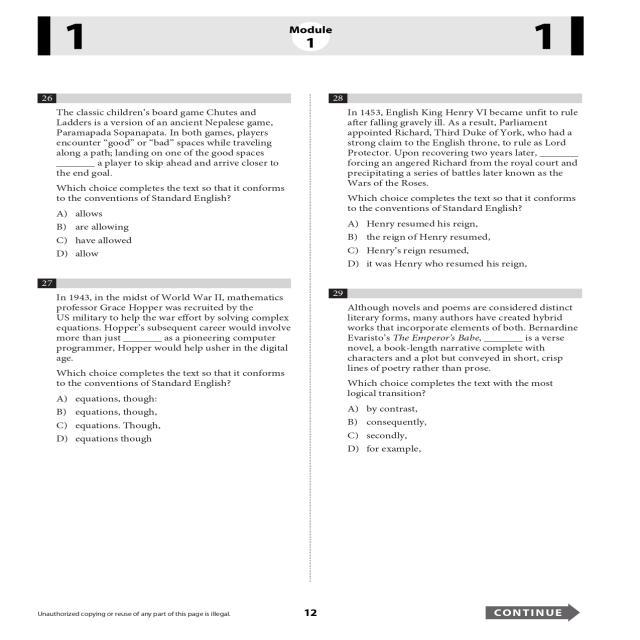 1
Module
1
1
26
The classic children's board game Chutes and
Ladders is a version of an ancient Nepalese game,
Paramapada Sopanapata. In both games, players
encounter "good" or "bad" spaces while traveling
along a path; landing on one of the good spaces
________ a player to skip ahead and arrive closer to
the end goal.
Which choice completes the text so that it conforms
to the conventions of Standard English?
A) allows
B) are allowing
C) have allowed
D) allow
27
In 1943, in the midst of World War II, mathematics
professor Grace Hopper was recruited by the
US military to help the war effort by solving complex
equations. Hopper's subsequent career would involve
more than just ________ as a pioneering computer
programmer, Hopper would help usher in the digital
age.
Which choice completes the text so that it conforms
to the conventions of Standard English?
A) equations, though:
B) equations, though,
C) equations. Though,
D) equations though
28
In 1453, English King Henry VI became unfit to rule
after falling gravely ill. As a result, Parliament
appointed Richard, Third Duke of York, who had a
strong claim to the English throne, to rule as Lord
Protector. Upon recovering two years later, ________
forcing an angered Richard from the royal court and
precipitating a series of battles later known as the
Wars of the Roses.
Which choice completes the text so that it conforms
to the conventions of Standard English?
A) Henry resumed his reign,
B) the reign of Henry resumed,
C) Henry's reign resumed,
D) it was Henry who resumed his reign,
29
Although novels and poems are considered distinct
literary forms, many authors have created hybrid
works that incorporate elements of both. Bernardine
Evaristo's The Emperor's Babe, ________ is a verse
novel, a book-length narrative complete with
characters and a plot but conveyed in short, crisp
lines of poetry rather than prose.
Which choice completes the text with the most
logical transition?
A) by contrast,
B) consequently,
C) secondly,
D) for example,
Unauthorized copying or reuse of any part of this page is illegal.
12
CONTINUE